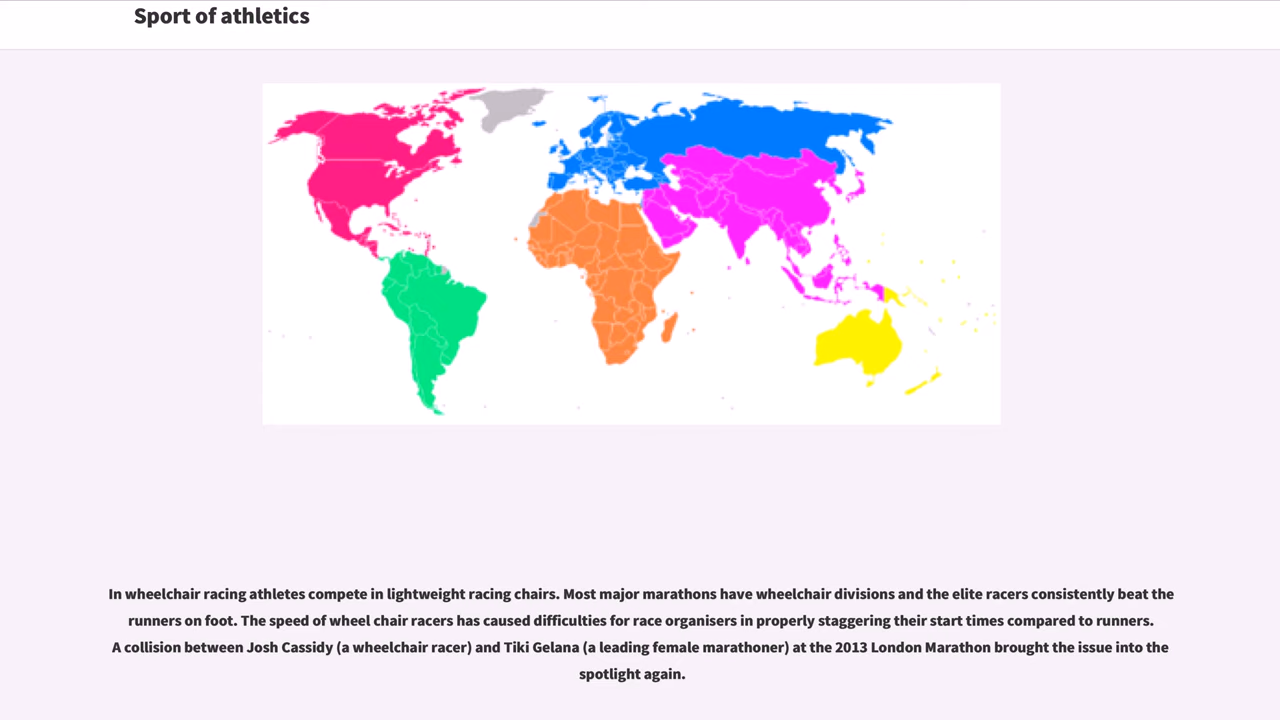 Sport of athletics
In wheelchair racing athletes compete in lightweight racing chairs. Most major marathons have wheelchair divisions and the elite racers consistently beat the
runners on foot. The speed of wheel chair racers has caused difficulties for race organisers in properly staggering their start times compared to runners.
A collision between Josh Cassidy (a wheelchair racer) and Tiki Gelana (a leading female marathoner) at the 2013 London Marathon brought the issue into the
spotlight again.